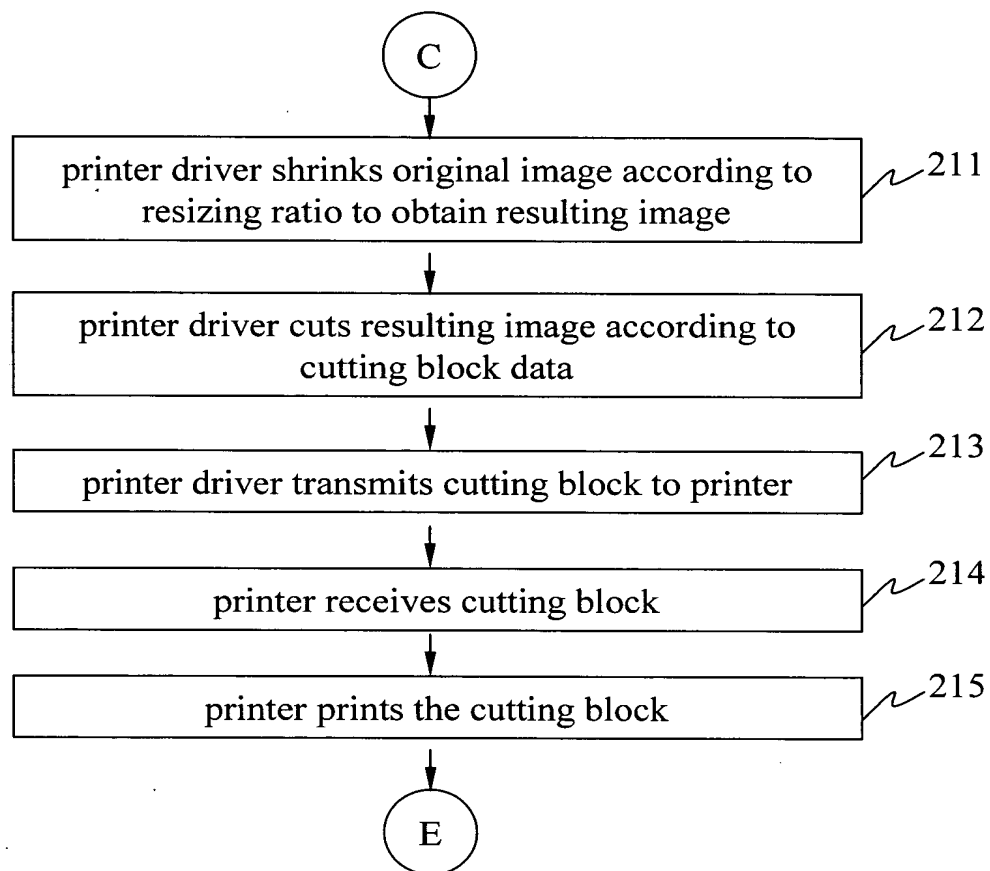 C
printer driver shrinks original image according to
resizing ratio to obtain resulting image
211
printer driver cuts resulting image according to
cutting block data
212
printer driver transmits cutting block to printer
213
printer receives cutting block
214
printer prints the cutting block
215
E